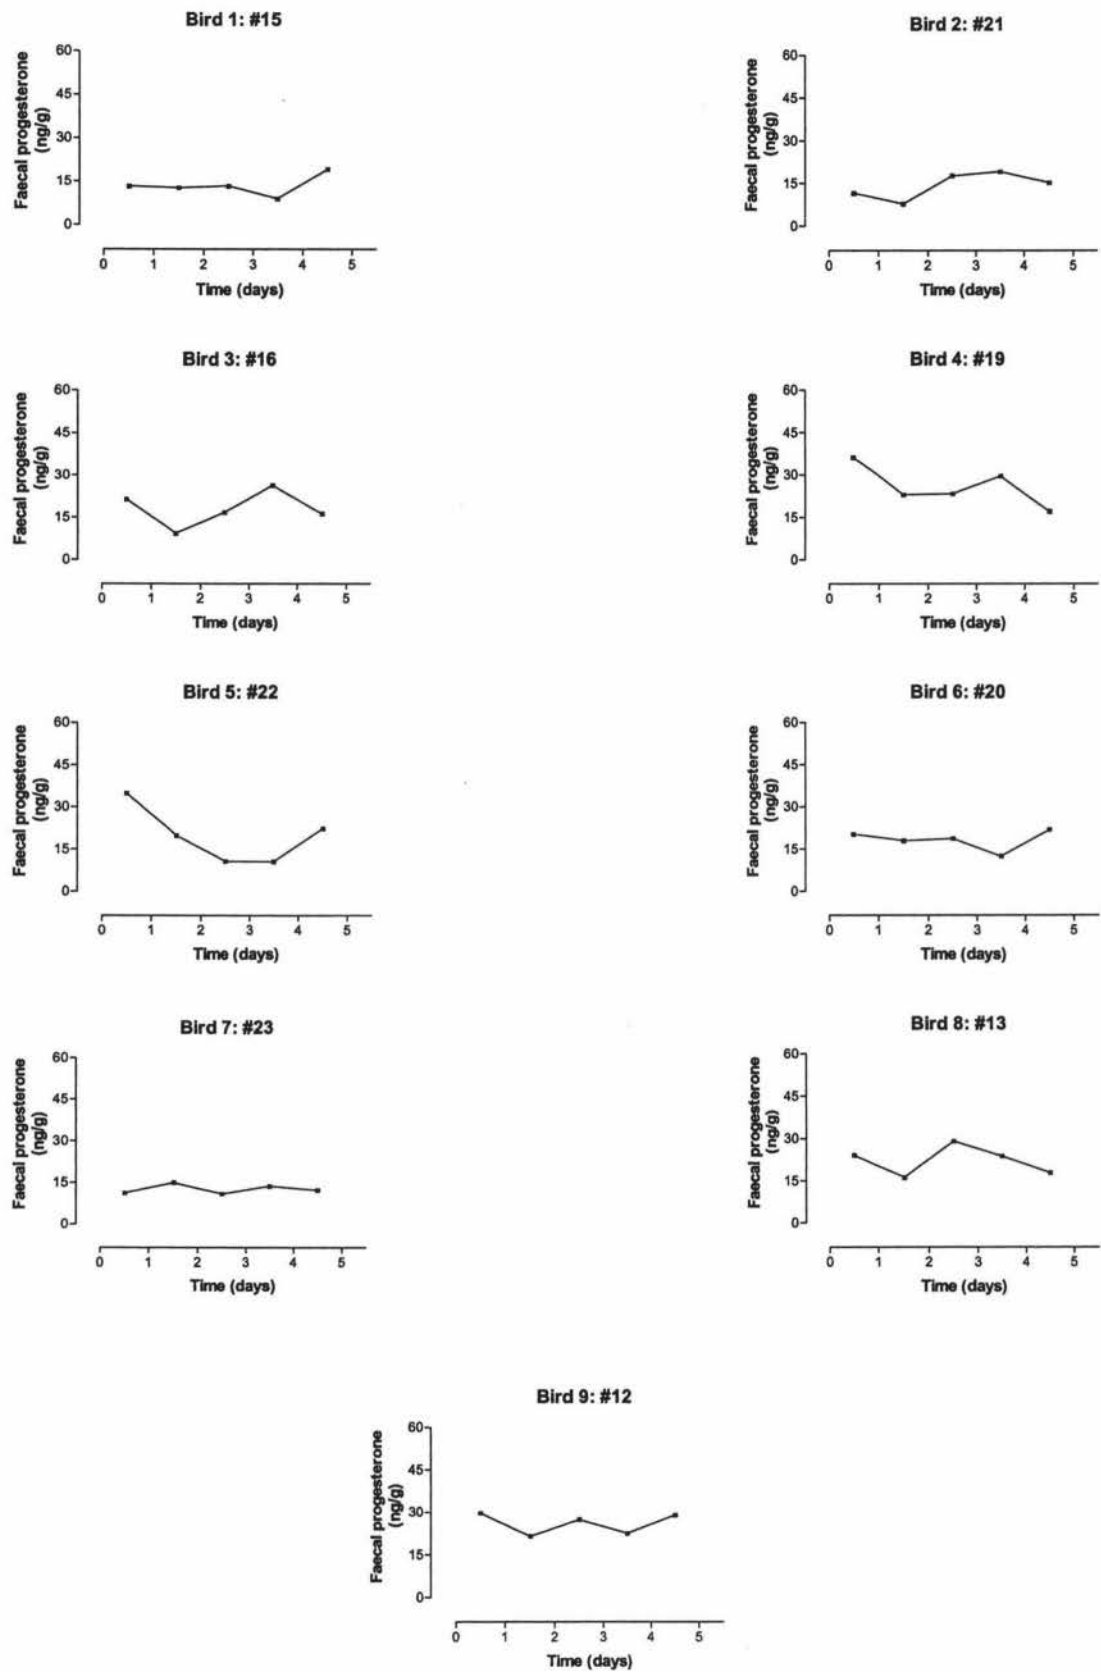 Bird 1: #15
Faecal progesterone
(ng/g)
60
45
30
15
0
0 1 2 3 4 5
Time (days)
Bird 2: #21
Faecal progesterone
(ng/g)
60
45
30
15
0
0 1 2 3 4 5
Time (days)
Bird 3: #16
Faecal progesterone
(ng/g)
60
45
30
15
0
0 1 2 3 4 5
Time (days)
Bird 4: #19
Faecal progesterone
(ng/g)
60
45
30
15
0
0 1 2 3 4 5
Time (days)
Bird 5: #22
Faecal progesterone
(ng/g)
60
45
30
15
0
0 1 2 3 4 5
Time (days)
Bird 6: #20
Faecal progesterone
(ng/g)
60
45
30
15
0
0 1 2 3 4 5
Time (days)
Bird 7: #23
Faecal progesterone
(ng/g)
60
45
30
15
0
0 1 2 3 4 5
Time (days)
Bird 8: #13
Faecal progesterone
(ng/g)
60
45
30
15
0
0 1 2 3 4 5
Time (days)
Bird 9: #12
Faecal progesterone
(ng/g)
60
45
30
15
0
0 1 2 3 4 5
Time (days)